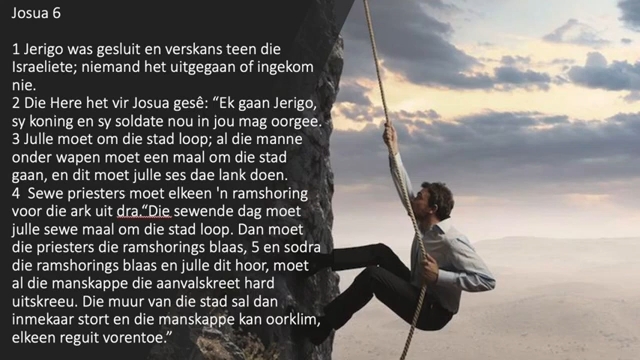 Josua 6
1 Jerigo was gesluit en verskans teen die
Israeliete; niemand het uitgegaan of ingekom
nie.
2 Die Here het vir Josua gesê: “Ek gaan Jerigo,
sy koning en sy soldate nou in jou mag oorgee.
3 Julle moet om die stad loop; al die manne
onder wapen moet een maal om die stad
gaan, en dit moet julle ses dae lank doen.
4  Sewe priesters moet elkeen 'n ramshoring
voor die ark uit dra.“Die sewende dag moet
julle sewe maal om die stad loop. Dan moet
die priesters die ramshorings blaas, 5 en sodra
die ramshorings blaas en julle dit hoor, moet
al die manskappe die aanvalskreet hard
uitskreeu. Die muur van die stad sal dan
inmekaar stort en die manskappe kan oorklim,
elkeen reguit vorentoe.”